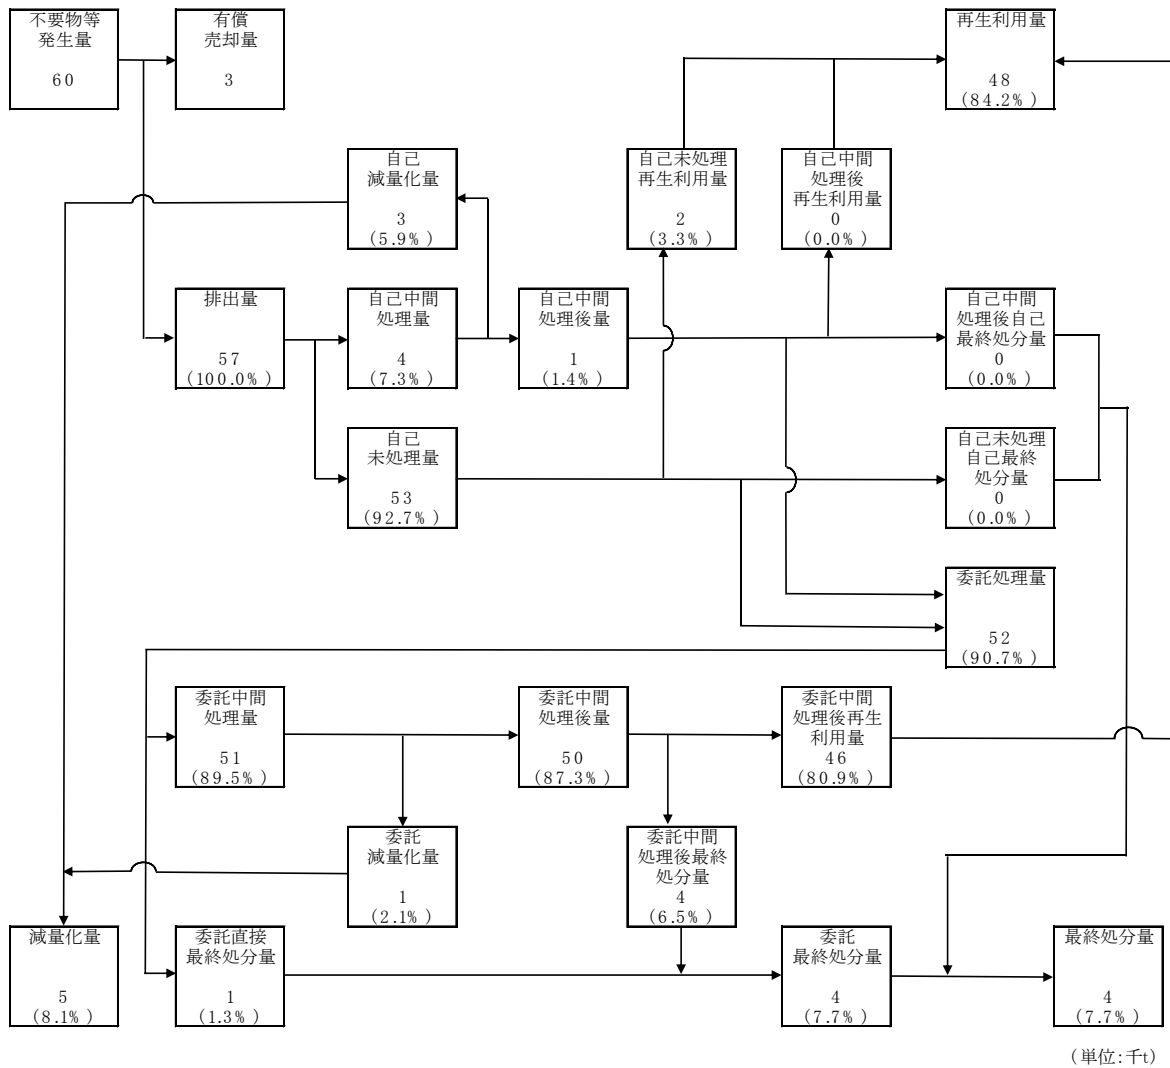 不要物等
発生量
60
有償
売却量
3
再生利用量
48
(84.2%)
自己
減量化量
3
(5.9%)
自己未処理
再生利用量
2
(3.3%)
自己中間
処理後
再生利用量
0
(0.0%)
排出量
57
(100.0%)
自己中間
処理量
4
(7.3%)
自己中間
処理後量
1
(1.4%)
自己中間
処理後自己
最終処分量
0
(0.0%)
自己
未処理量
53
(92.7%)
自己未処理
自己最終
処分量
0
(0.0%)
委託処理量
52
(90.7%)
委託中間
処理量
51
(89.5%)
委託中間
処理後量
50
(87.3%)
委託中間
処理後再生
利用量
46
(80.9%)
委託
減量化量
1
(2.1%)
委託中間
処理後最終
処分量
4
(6.5%)
減量化量
5
(8.1%)
委託直接
最終処分量
1
(1.3%)
委託
最終処分量
4
(7.7%)
最終処分量
4
(7.7%)
(単位:千t)